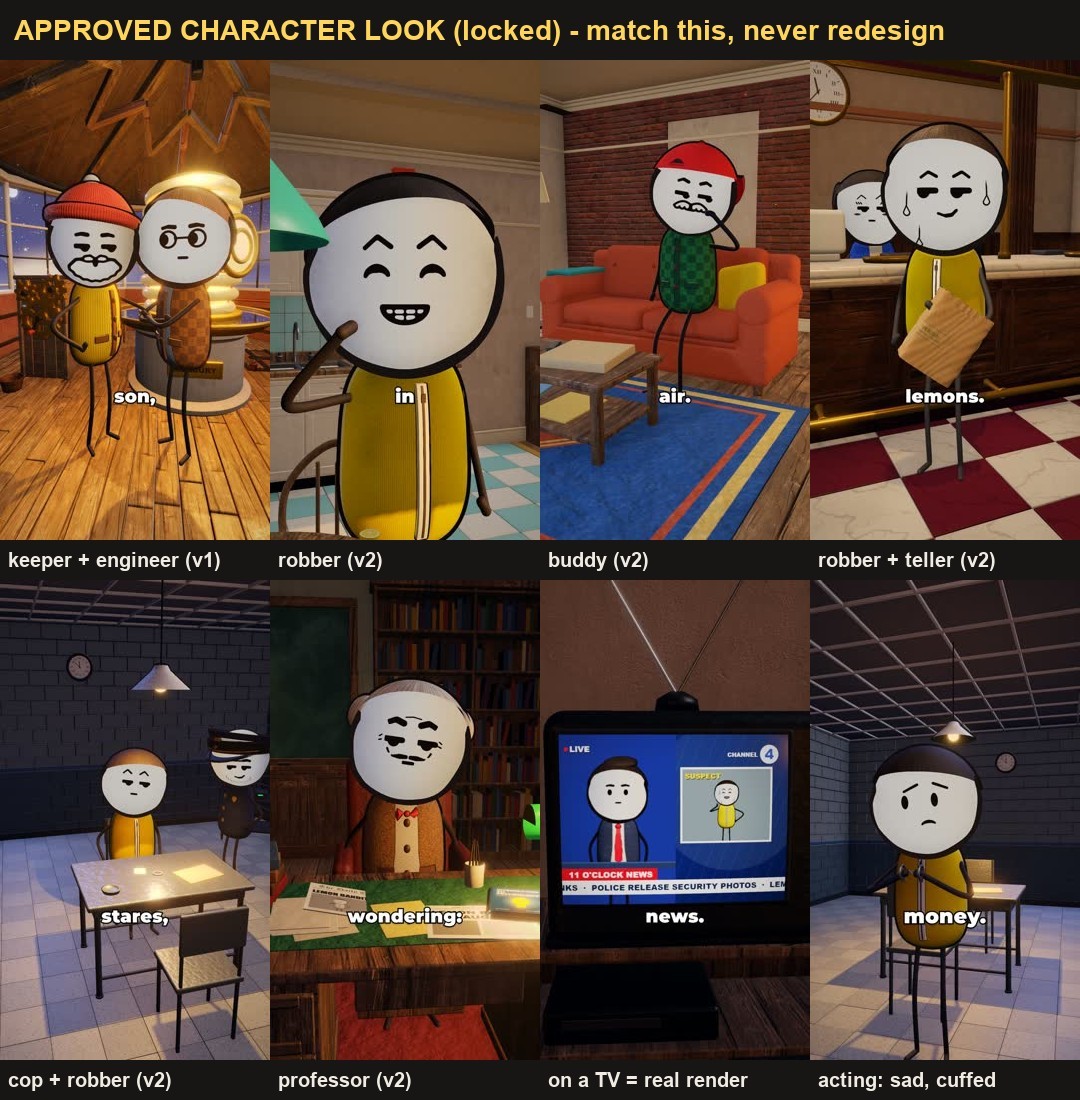 APPROVED CHARACTER LOOK (locked) - match this, never redesign
son,
in
air.
lemons.
keeper + engineer (v1)
robber (v2)
buddy (v2)
robber + teller (v2)
LIVE
CHANNEL 4
SUSPECT
11 O'CLOCK NEWS
POLICE RELEASE SECURITY PHOTOS
stares,
wondering:
news.
money.
cop + robber (v2)
professor (v2)
on a TV = real render
acting: sad, cuffed